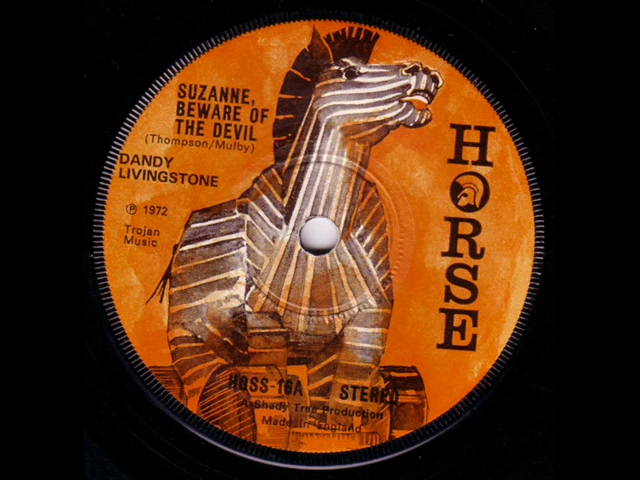 SUZANNE,
BEWARE OF
THE DEVIL
(Thompson/Mulby)
DANDY
LIVINGSTONE
℗ 1972
Trojan
Music
HORSE
HOSS-16A STEREO
A Shady Tree Production
Made in England